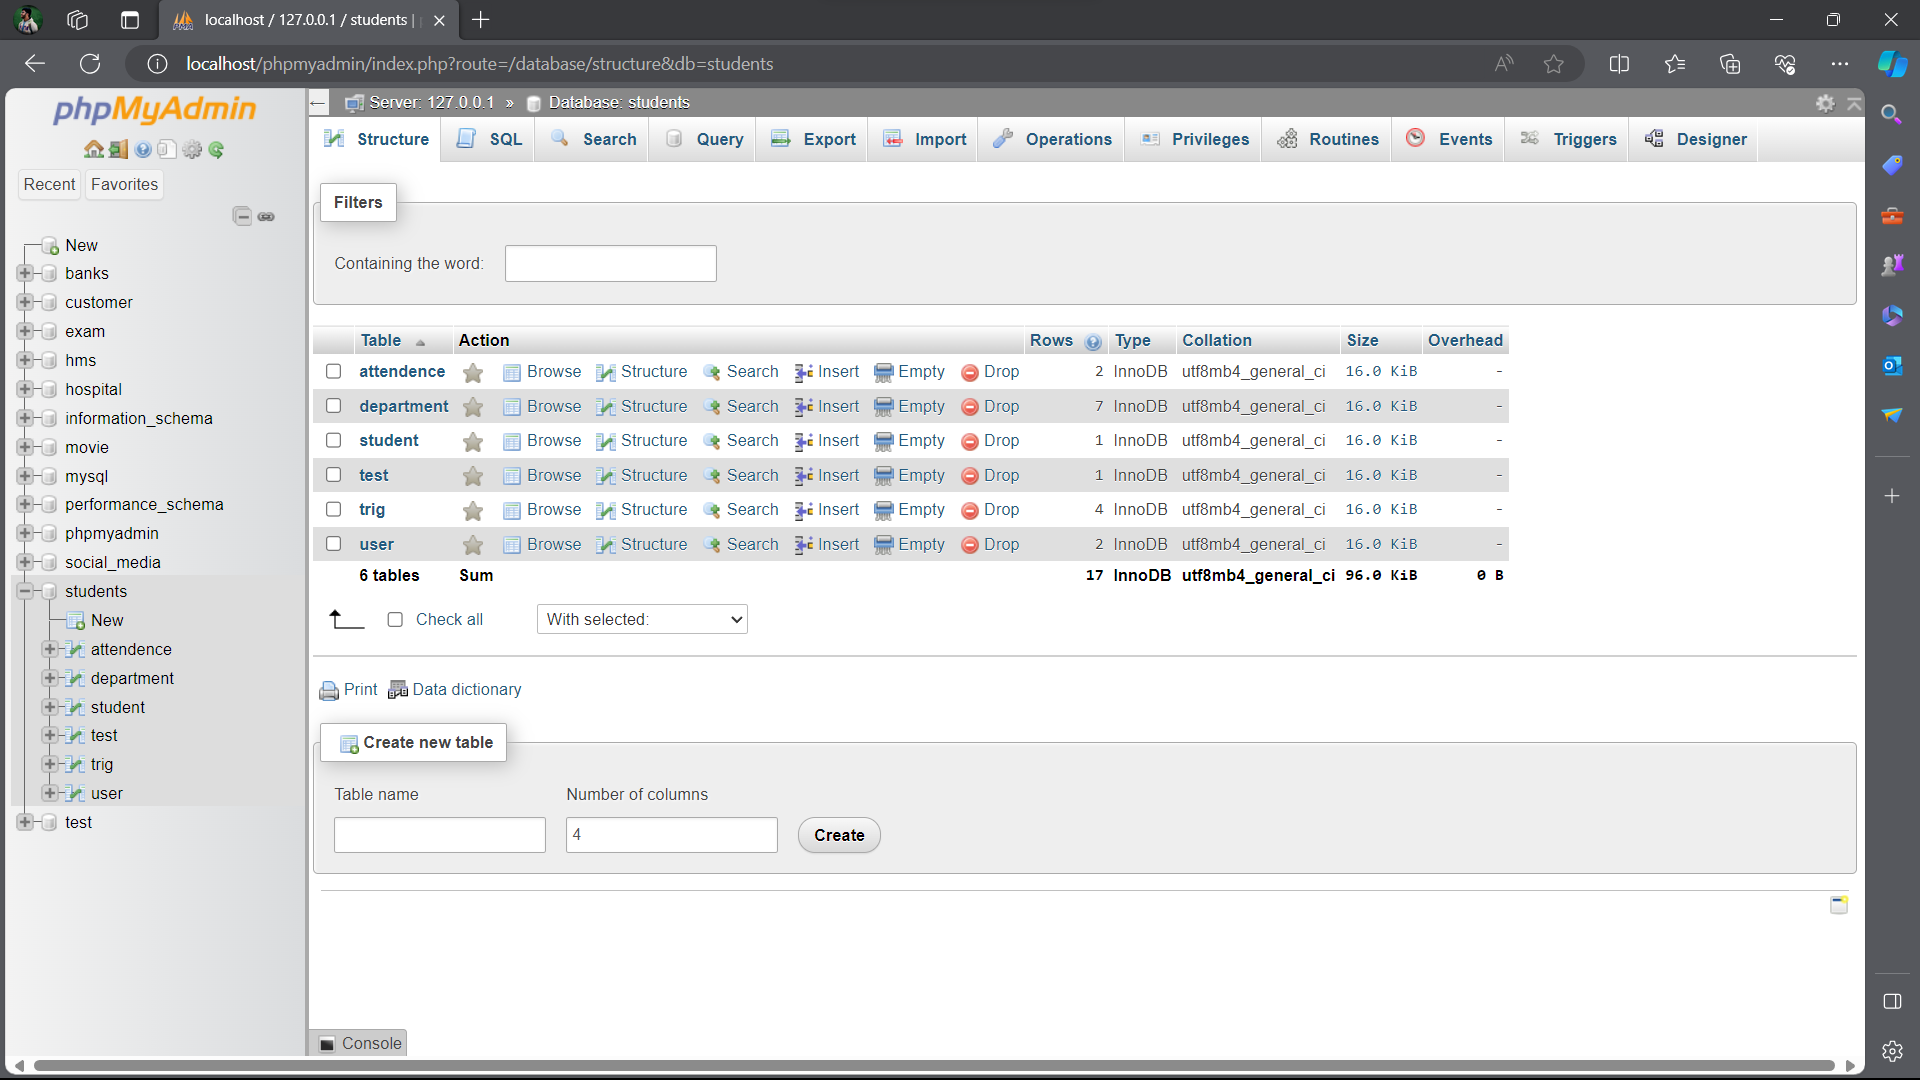 localhost / 127.0.0.1 / students |
localhost/phpmyadmin/index.php?route=/database/structure&db=students
phpMyAdmin
Recent Favorites
New
banks
customer
exam
hms
hospital
information_schema
movie
mysql
performance_schema
phpmyadmin
social_media
students
New
attendence
department
student
test
trig
user
test
Server: 127.0.0.1 » Database: students
Structure SQL Search Query Export Import Operations Privileges Routines Events Triggers Designer
Filters
Containing the word:
Table Action Rows Type Collation Size Overhead
attendence Browse Structure Search Insert Empty Drop 2 InnoDB utf8mb4_general_ci 16.0 KiB -
department Browse Structure Search Insert Empty Drop 7 InnoDB utf8mb4_general_ci 16.0 KiB -
student Browse Structure Search Insert Empty Drop 1 InnoDB utf8mb4_general_ci 16.0 KiB -
test Browse Structure Search Insert Empty Drop 1 InnoDB utf8mb4_general_ci 16.0 KiB -
trig Browse Structure Search Insert Empty Drop 4 InnoDB utf8mb4_general_ci 16.0 KiB -
user Browse Structure Search Insert Empty Drop 2 InnoDB utf8mb4_general_ci 16.0 KiB -
6 tables Sum 17 InnoDB utf8mb4_general_ci 96.0 KiB 0 B
Check all With selected:
Print Data dictionary
Create new table
Table name Number of columns
4 Create
Console